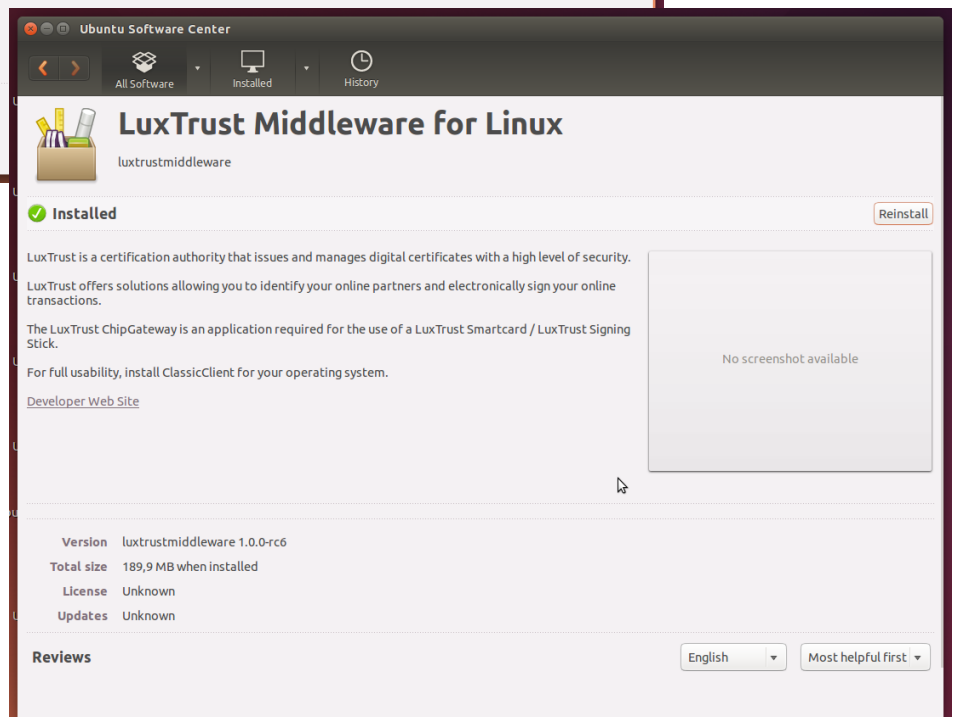 Ubuntu Software Center
All Software
Installed
History
LuxTrust Middleware for Linux
luxtrustmiddleware
Installed
Reinstall
LuxTrust is a certification authority that issues and manages digital certificates with a high level of security.
LuxTrust offers solutions allowing you to identify your online partners and electronically sign your online
transactions.
The LuxTrust ChipGateway is an application required for the use of a LuxTrust Smartcard / LuxTrust Signing
Stick.
For full usability, install ClassicClient for your operating system.
Developer Web Site
No screenshot available
Version luxtrustmiddleware 1.0.0-rc6
Total size 189,9 MB when installed
License Unknown
Updates Unknown
Reviews
English
Most helpful first